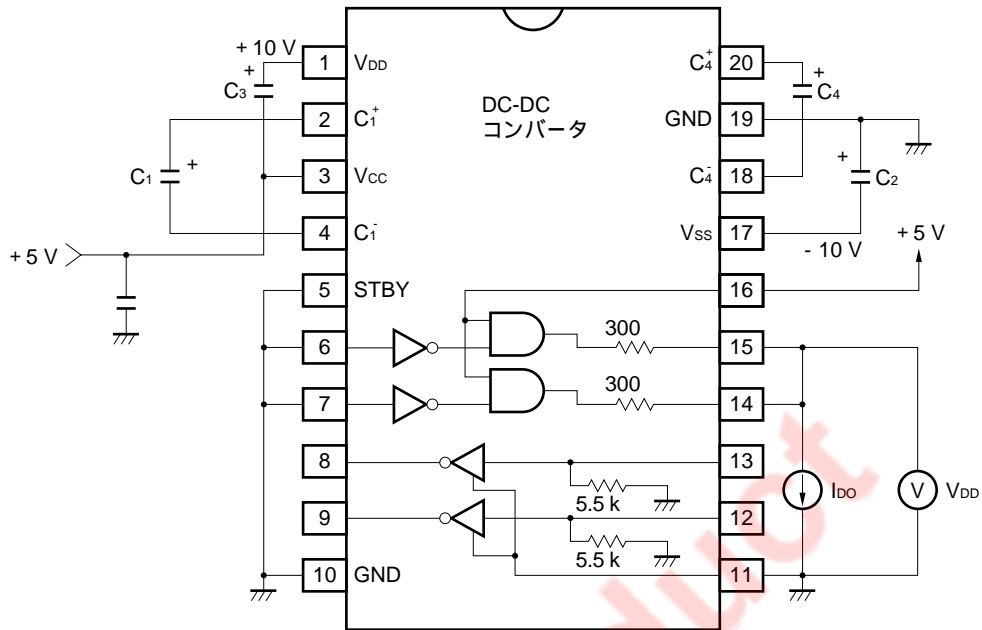 + 10 V
1 VDD
C3 +
2 C1+
C1 +
3 VCC
4 C1-
+ 5 V
5 STBY
6
7
8
9
10 GND
DC-DC
コンバータ
20 C4+
+ C4
GND 19
C4- 18
+ C2
VSS 17
- 10 V
+ 5 V
16
300
15
300
14
13
5.5 k
12
5.5 k
11
IDO
V VDD